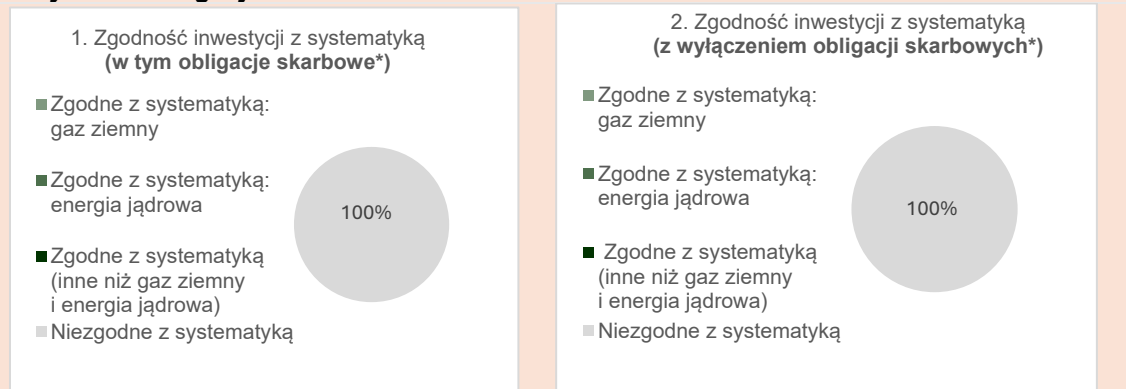 1. Zgodność inwestycji z systematyką
(w tym obligacje skarbowe*)
Zgodne z systematyką:
gaz ziemny
Zgodne z systematyką:
energia jądrowa
Zgodne z systematyką
(inne niż gaz ziemny
i energia jądrowa)
Niezgodne z systematyką
100%
2. Zgodność inwestycji z systematyką
(z wyłączeniem obligacji skarbowych*)
Zgodne z systematyką:
gaz ziemny
Zgodne z systematyką:
energia jądrowa
Zgodne z systematyką
(inne niż gaz ziemny
i energia jądrowa)
Niezgodne z systematyką
100%